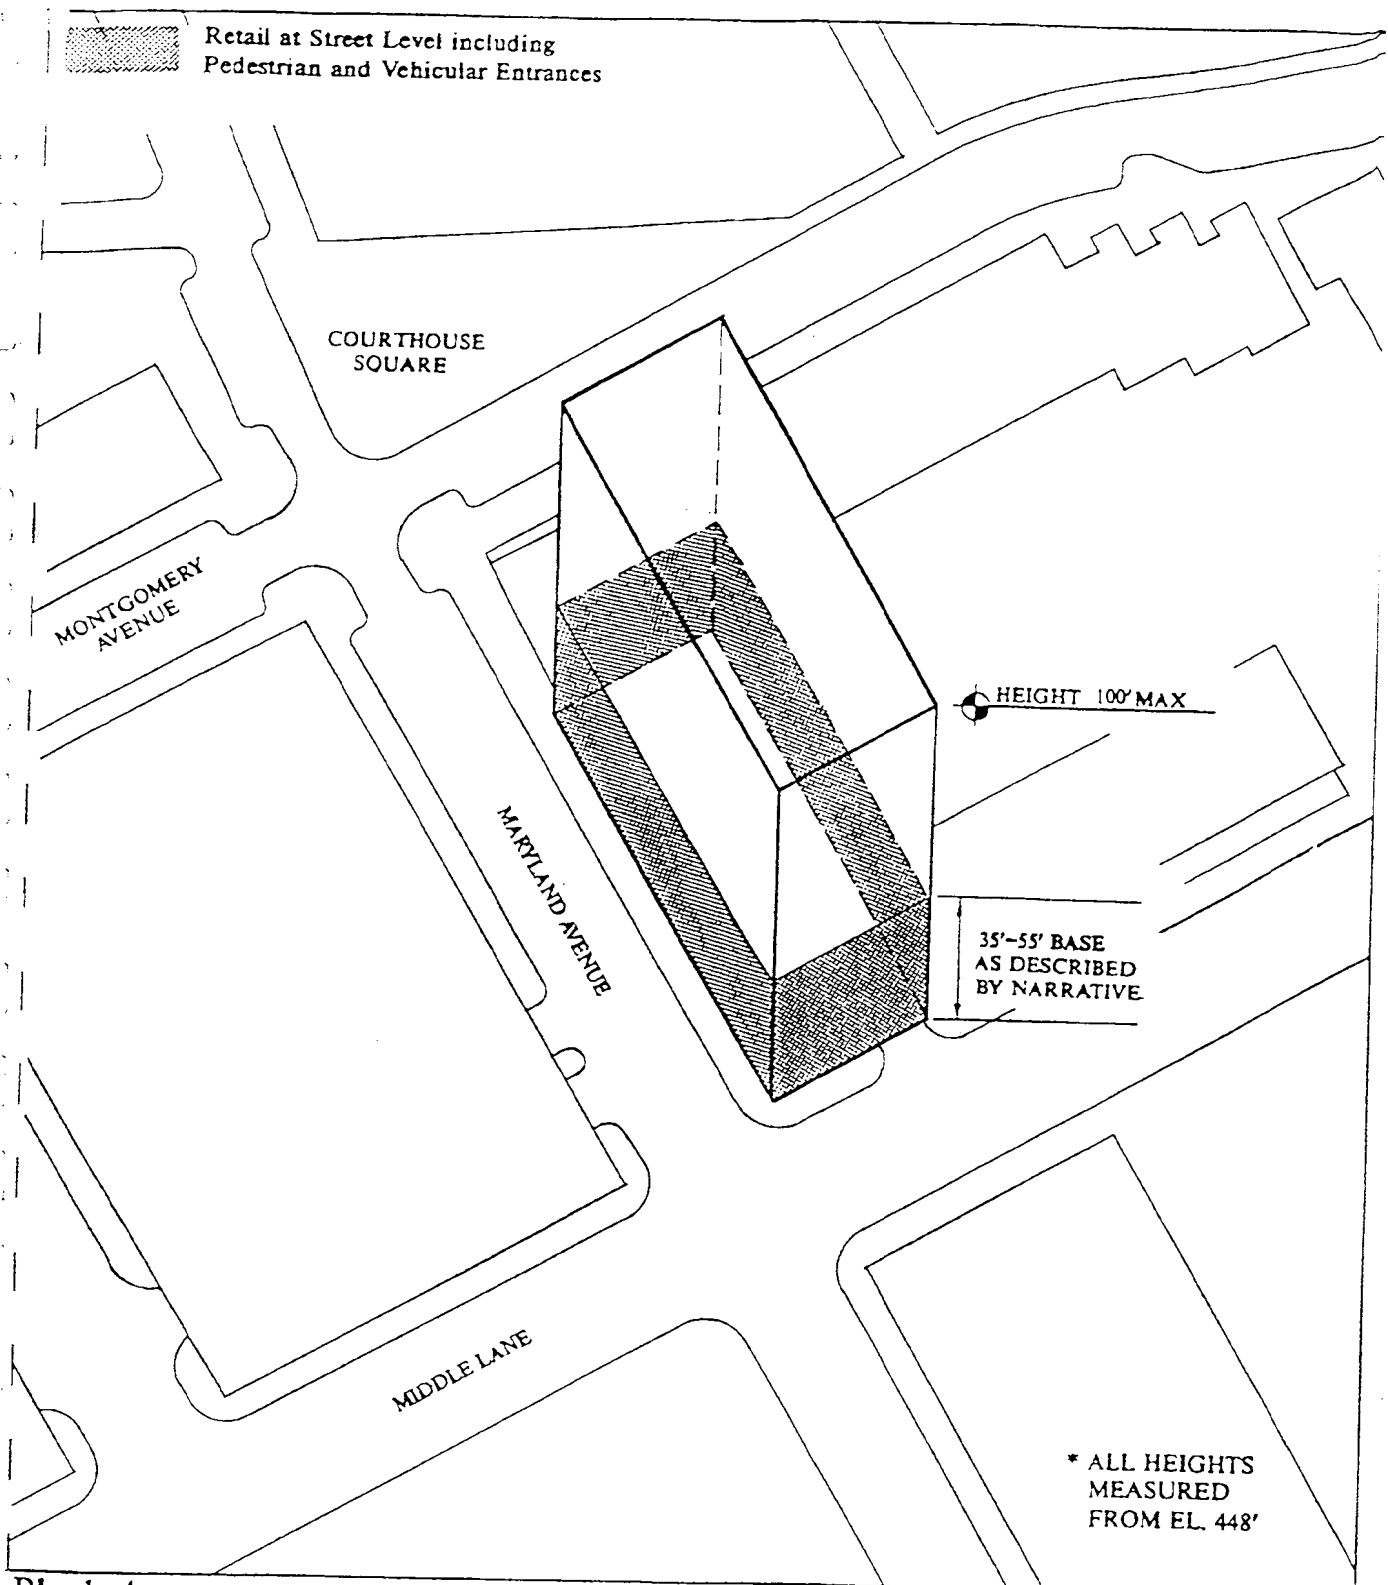 Retail at Street Level including
Pedestrian and Vehicular Entrances
COURTHOUSE
SQUARE
MONTGOMERY
AVENUE
HEIGHT 100' MAX
MARYLAND AVENUE
35'-55' BASE
AS DESCRIBED
BY NARRATIVE
MIDDLE LANE
* ALL HEIGHTS
MEASURED
FROM EL. 448'